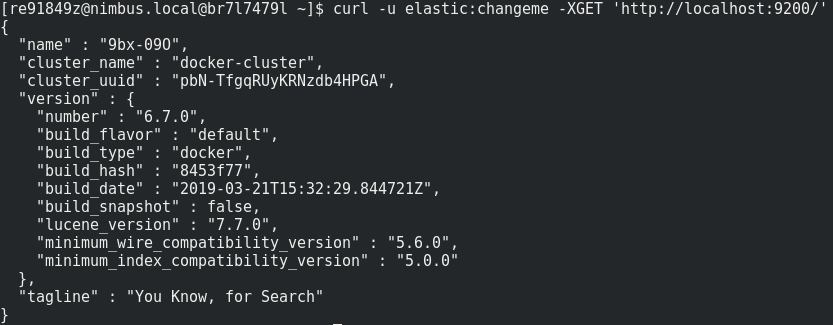 [re91849z@nimbus.local@br7l7479l ~]$ curl -u elastic:changeme -XGET 'http://localhost:9200/'
{
  "name" : "9bx-09O",
  "cluster_name" : "docker-cluster",
  "cluster_uuid" : "pbN-TfgqRUyKRNzdb4HPGA",
  "version" : {
    "number" : "6.7.0",
    "build_flavor" : "default",
    "build_type" : "docker",
    "build_hash" : "8453f77",
    "build_date" : "2019-03-21T15:32:29.844721Z",
    "build_snapshot" : false,
    "lucene_version" : "7.7.0",
    "minimum_wire_compatibility_version" : "5.6.0",
    "minimum_index_compatibility_version" : "5.0.0"
  },
  "tagline" : "You Know, for Search"
}